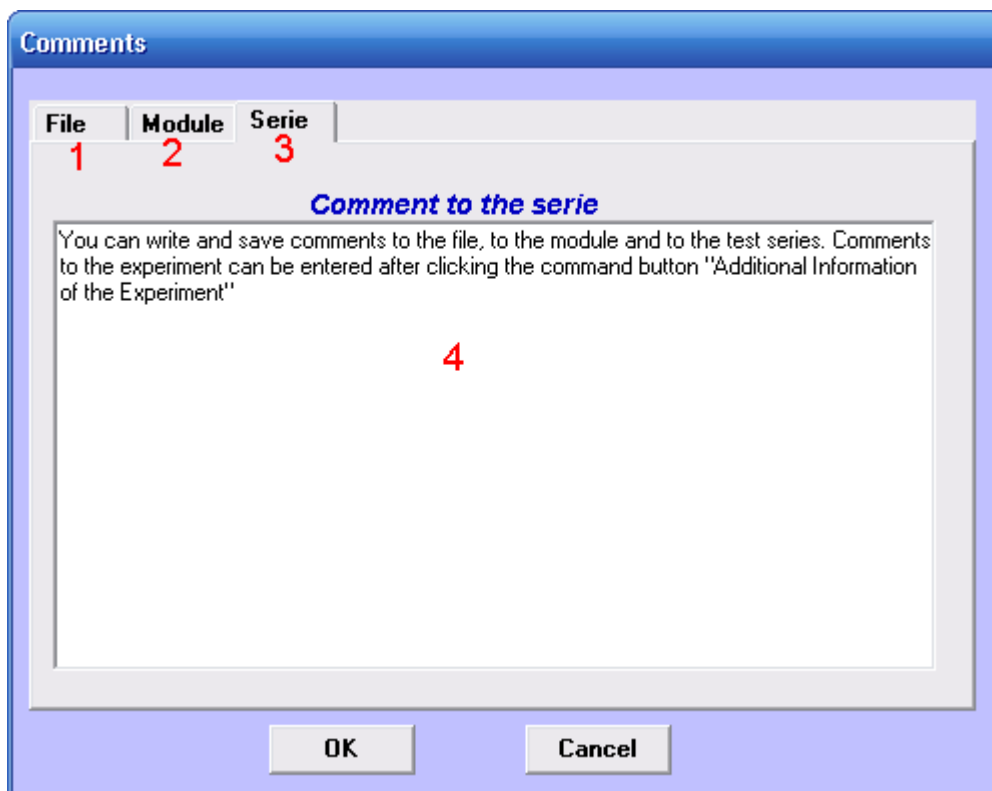 Comments
File Module Serie
1 2 3
Comment to the serie
You can write and save comments to the file, to the module and to the test series. Comments
to the experiment can be entered after clicking the command button "Additional Information
of the Experiment"
4
OK Cancel